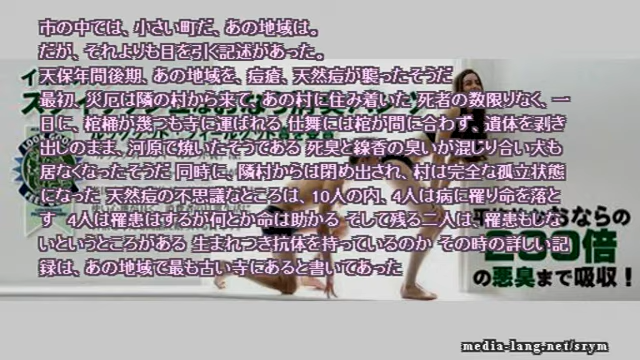 市の中では、小さい町だ、あの地域は。
だが、それよりも目を引く記述があった。
天保年間後期、あの地域を、痘瘡、天然痘が襲ったそうだ
最初、災厄は隣の村から来て、あの村に住み着いた 死者の数限りなく、一
日に、棺桶が幾つも寺に運ばれる 仕舞には棺が間に合わず、遺体を剥き
出しのまま、河原で焼いたそうである 死臭と線香の臭いが混じり合い犬も
居なくなったそうだ 同時に、隣村からは閉め出され、村は完全な孤立状態
になった 天然痘の不思議なところは、10人の内、4人は病に罹り命を落と
す 4人は罹患はするが何とか命は助かる そして残る二人は、罹患もしな
いというところがある 生まれつき抗体を持っているのか その時の詳しい記
録は、あの地域で最も古い寺にあると書いてあった
おならの
200倍
の悪臭まで吸収！
media-lang-net/srym